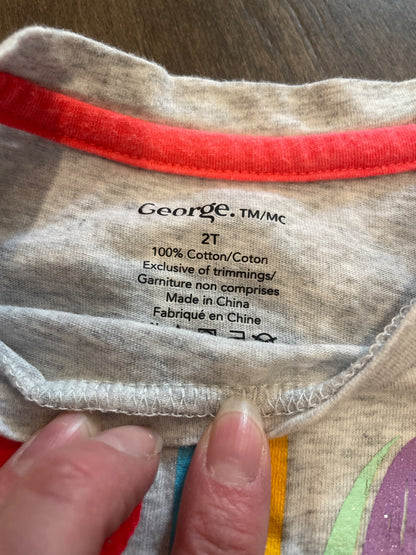 George. TM/MC
2T
100% Cotton/Coton
Exclusive of trimmings/
Garniture non comprises
Made in China
Fabriqué en Chine